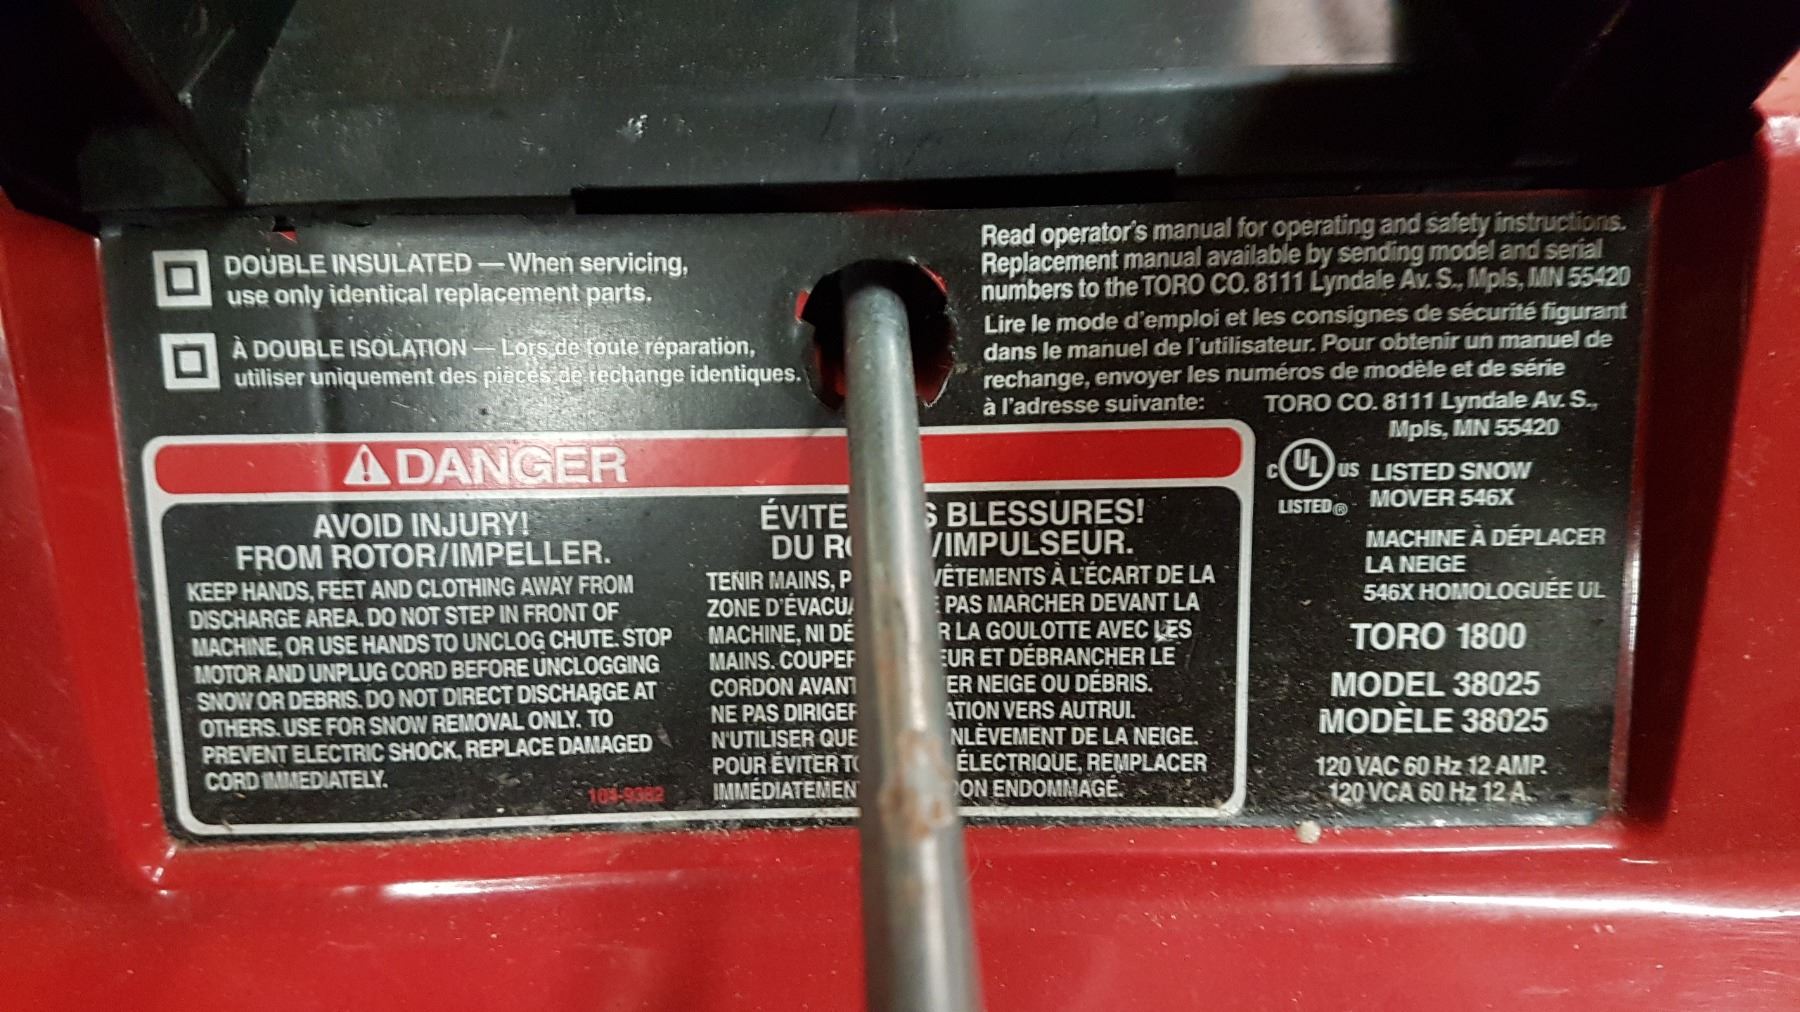 DOUBLE INSULATED — When servicing,
use only identical replacement parts.
À DOUBLE ISOLATION — Lors de toute réparation,
utiliser uniquement des pièces de rechange identiques.
Read operator's manual for operating and safety instructions.
Replacement manual available by sending model and serial
numbers to the TORO CO. 8111 Lyndale Av. S., Mpls, MN 55420
Lire le mode d'emploi et les consignes de sécurité figurant
dans le manuel de l'utilisateur. Pour obtenir un manuel de
rechange, envoyer les numéros de modèle et de série
à l'adresse suivante:
TORO CO. 8111 Lyndale Av. S.,
Mpls, MN 55420
DANGER
AVOID INJURY!
FROM ROTOR/IMPELLER.
KEEP HANDS, FEET AND CLOTHING AWAY FROM
DISCHARGE AREA. DO NOT STEP IN FRONT OF
MACHINE, OR USE HANDS TO UNCLOG CHUTE. STOP
MOTOR AND UNPLUG CORD BEFORE UNCLOGGING
SNOW OR DEBRIS. DO NOT DIRECT DISCHARGE AT
OTHERS. USE FOR SNOW REMOVAL ONLY. TO
PREVENT ELECTRIC SHOCK, REPLACE DAMAGED
CORD IMMEDIATELY.
BLESSURES!
DU /IMPULSEUR.
TENIR MAINS, VÊTEMENTS À L'ÉCART DE LA
ZONE PAS MARCHER DEVANT LA
MACHINE, NI LA GOULOTTE AVEC LES
MAINS. ET DÉBRANCHER LE
CORDON NEIGE OU DÉBRIS.
NE PAS VERS AUTRUI.
N'UTILISER QUE DE LA NEIGE.
POUR ÉVITER ÉLECTRIQUE, REMPLACER
ENDOMMAGÉ.
C UL US
LISTED®
LISTED SNOW
MOVER 546X
MACHINE À DÉPLACER
LA NEIGE
546X HOMOLOGUÉE UL
TORO 1800
MODEL 38025
MODÈLE 38025
120 VAC 60 Hz 12 AMP.
120 VCA 60 Hz 12 A.